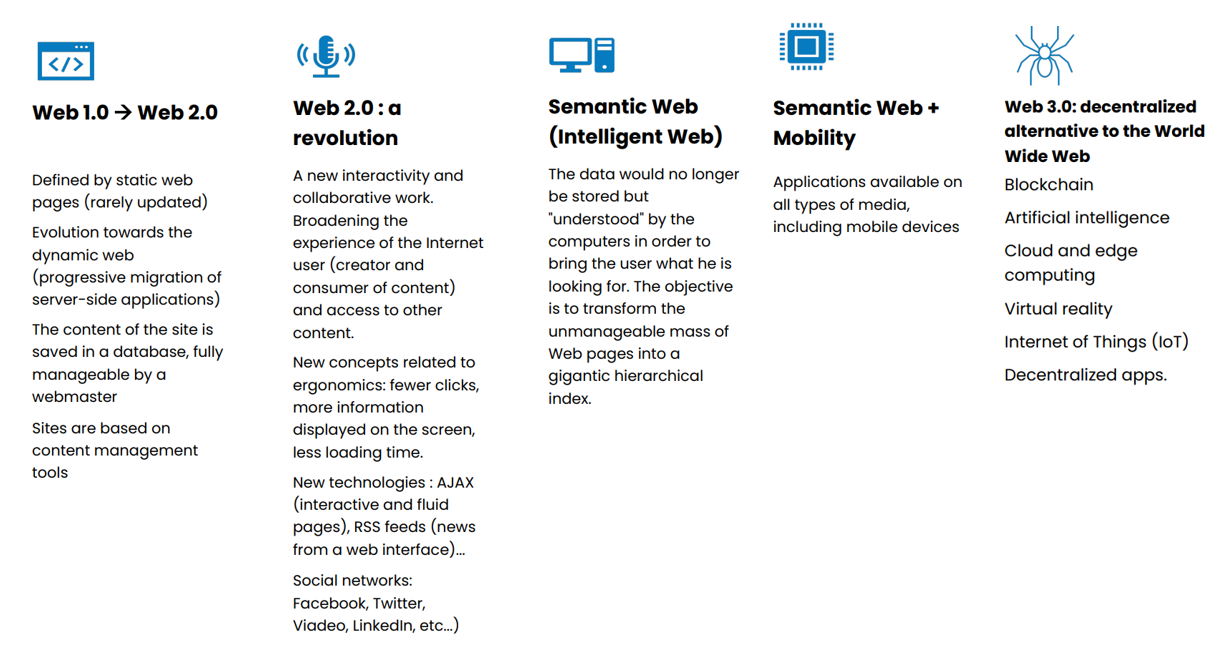 </>
Web 1.0 → Web 2.0
Defined by static web
pages (rarely updated)
Evolution towards the
dynamic web
(progressive migration of
server-side applications)
The content of the site is
saved in a database, fully
manageable by a
webmaster
Sites are based on
content management
tools
Web 2.0 : a
revolution
A new interactivity and
collaborative work.
Broadening the
experience of the Internet
user (creator and
consumer of content)
and access to other
content.
New concepts related to
ergonomics: fewer clicks,
more information
displayed on the screen,
less loading time.
New technologies : AJAX
(interactive and fluid
pages), RSS feeds (news
from a web interface)…
Social networks:
Facebook, Twitter,
Viadeo, LinkedIn, etc…)
Semantic Web
(Intelligent Web)
The data would no longer
be stored but
"understood" by the
computers in order to
bring the user what he is
looking for. The objective
is to transform the
unmanageable mass of
Web pages into a
gigantic hierarchical
index.
Semantic Web +
Mobility
Applications available on
all types of media,
including mobile devices
Web 3.0: decentralized
alternative to the World
Wide Web
Blockchain
Artificial intelligence
Cloud and edge
computing
Virtual reality
Internet of Things (IoT)
Decentralized apps.